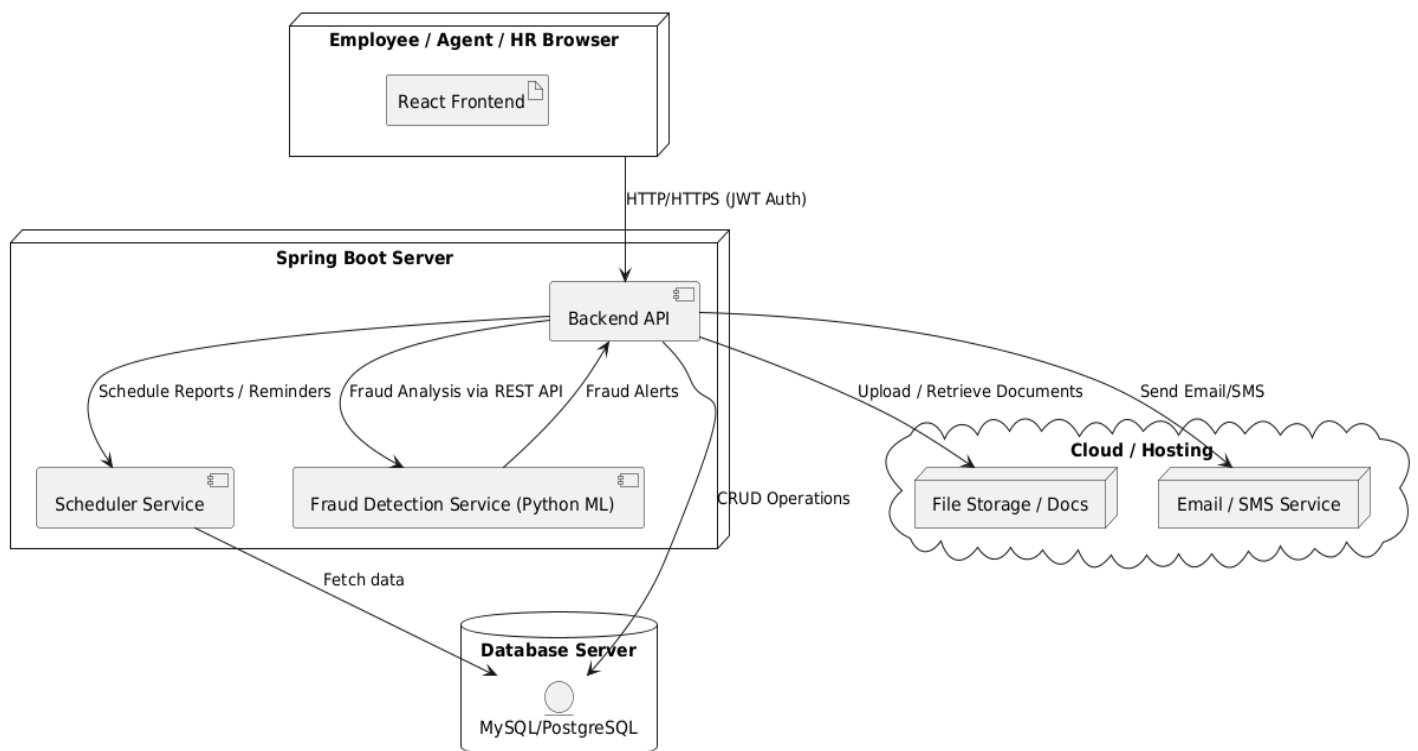 Employee / Agent / HR Browser
React Frontend
HTTP/HTTPS (JWT Auth)
Spring Boot Server
Backend API
Schedule Reports / Reminders
Fraud Analysis via REST API
Fraud Alerts
Upload / Retrieve Documents
Send Email/SMS
Cloud / Hosting
Scheduler Service
Fraud Detection Service (Python ML)
CRUD Operations
File Storage / Docs
Email / SMS Service
Fetch data
Database Server
MySQL/PostgreSQL